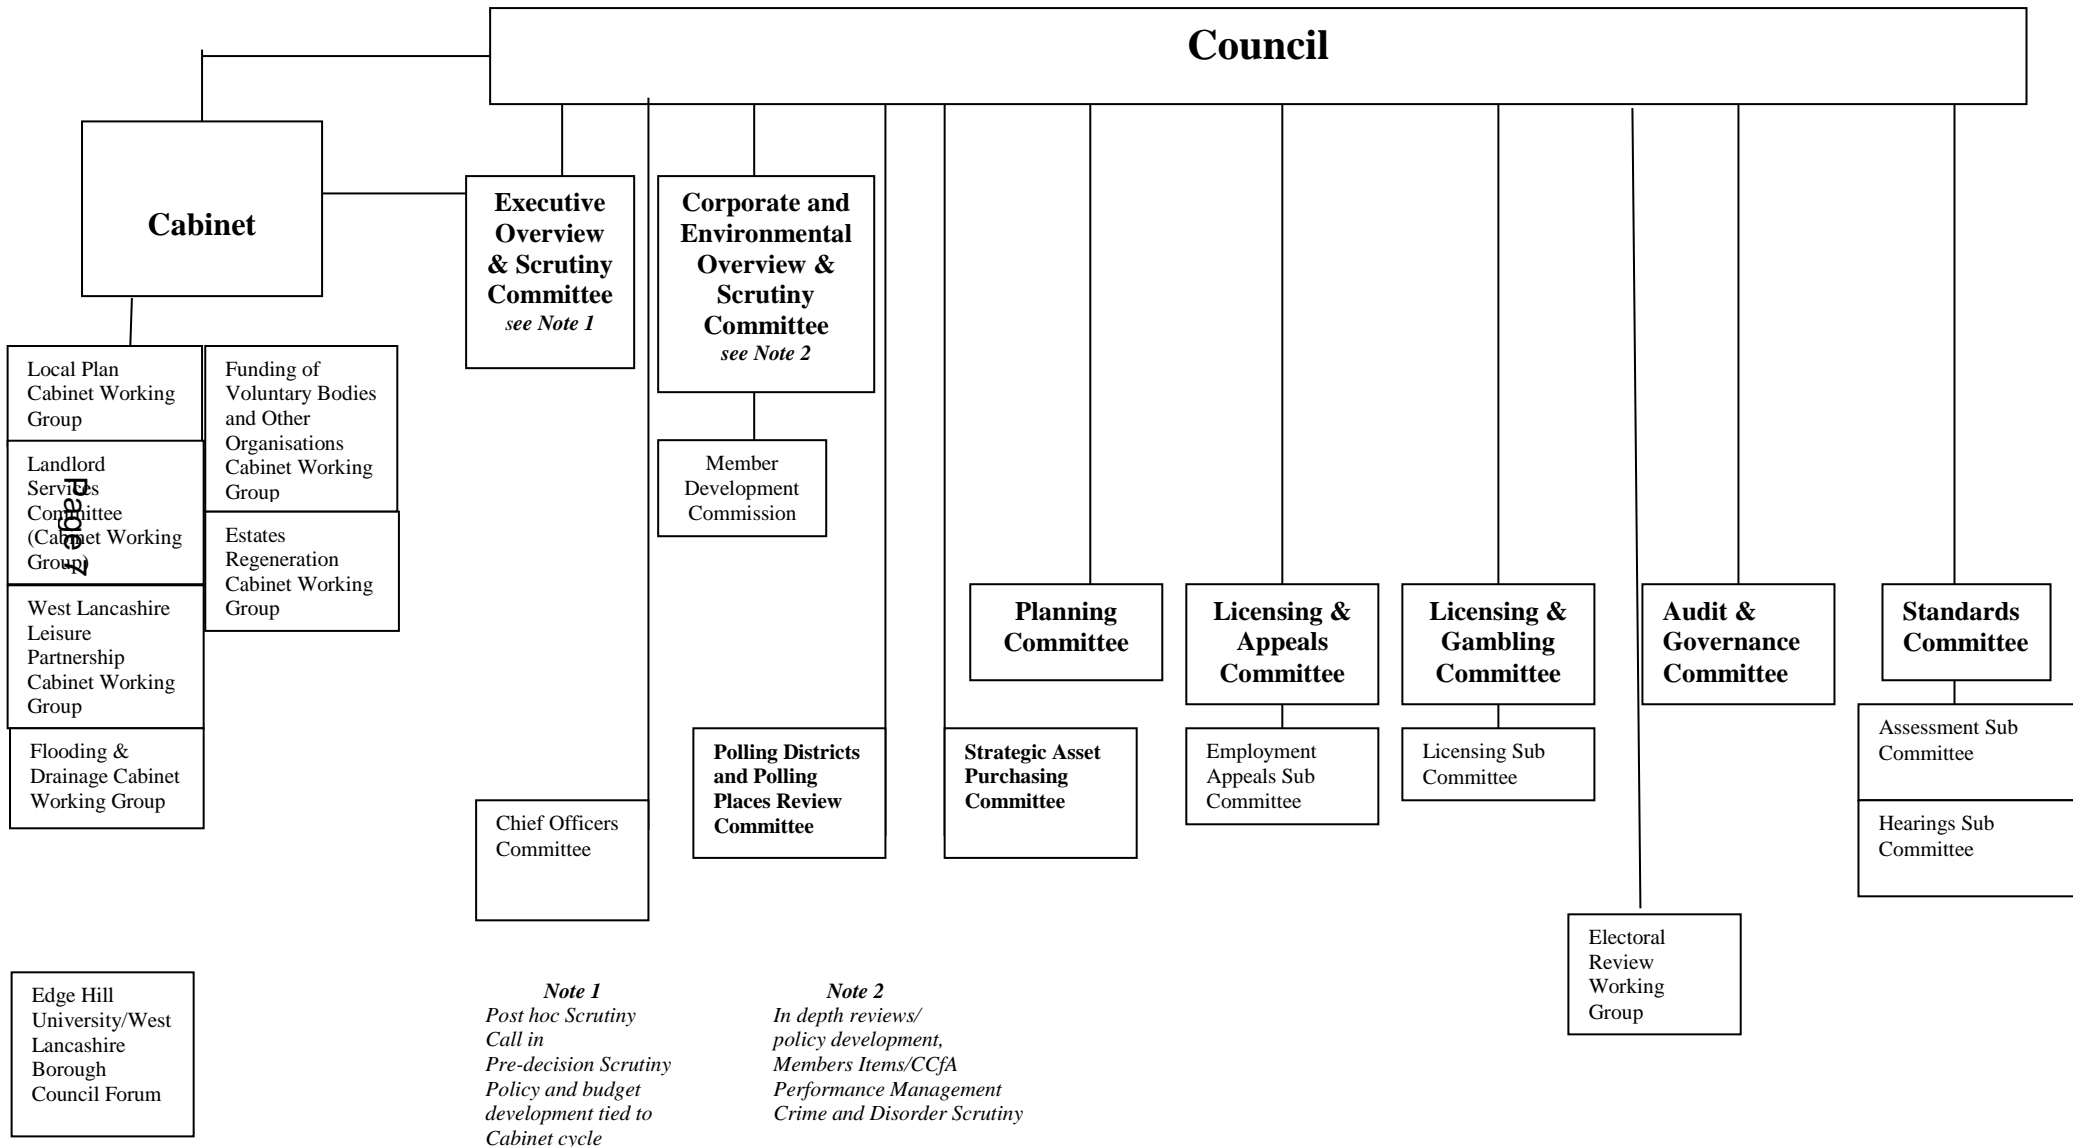 Council
Cabinet
Executive
Overview
& Scrutiny
Committee
see Note 1
Corporate and
Environmental
Overview &
Scrutiny
Committee
see Note 2
Local Plan
Cabinet Working
Group
Funding of
Voluntary Bodies
and Other
Organisations
Cabinet Working
Group
Landlord
Services
Committee
(Cabinet Working
Group)
Page 7
Estates
Regeneration
Cabinet Working
Group
West Lancashire
Leisure
Partnership
Cabinet Working
Group
Flooding &
Drainage Cabinet
Working Group
Member
Development
Commission
Planning
Committee
Licensing &
Appeals
Committee
Licensing &
Gambling
Committee
Audit &
Governance
Committee
Standards
Committee
Chief Officers
Committee
Polling Districts
and Polling
Places Review
Committee
Strategic Asset
Purchasing
Committee
Employment
Appeals Sub
Committee
Licensing Sub
Committee
Assessment Sub
Committee
Hearings Sub
Committee
Electoral
Review
Working
Group
Edge Hill
University/West
Lancashire
Borough
Council Forum
Note 1
Post hoc Scrutiny
Call in
Pre-decision Scrutiny
Policy and budget
development tied to
Cabinet cycle
Note 2
In depth reviews/
policy development,
Members Items/CCfA
Performance Management
Crime and Disorder Scrutiny